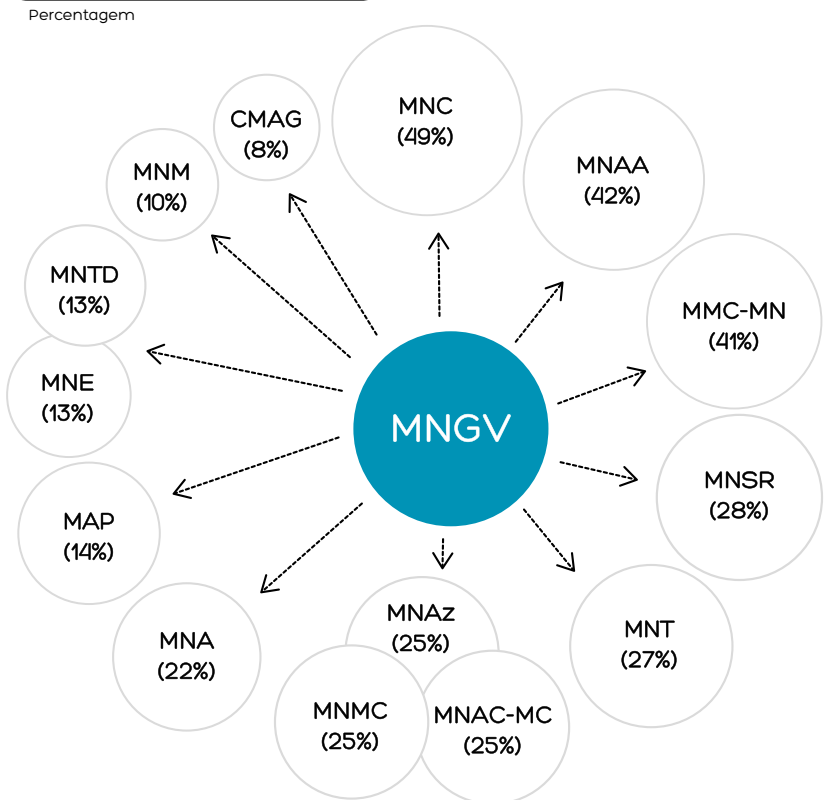 Percentagem
MNC
(49%)
CMAG
(8%)
MNAA
(42%)
MNM
(10%)
MNTD
(13%)
MMC-MN
(41%)
MNE
(13%)
MNGV
MNSR
(28%)
MAP
(14%)
MNAz
(25%)
MNT
(27%)
MNA
(22%)
MNMC
(25%)
MNAC-MC
(25%)